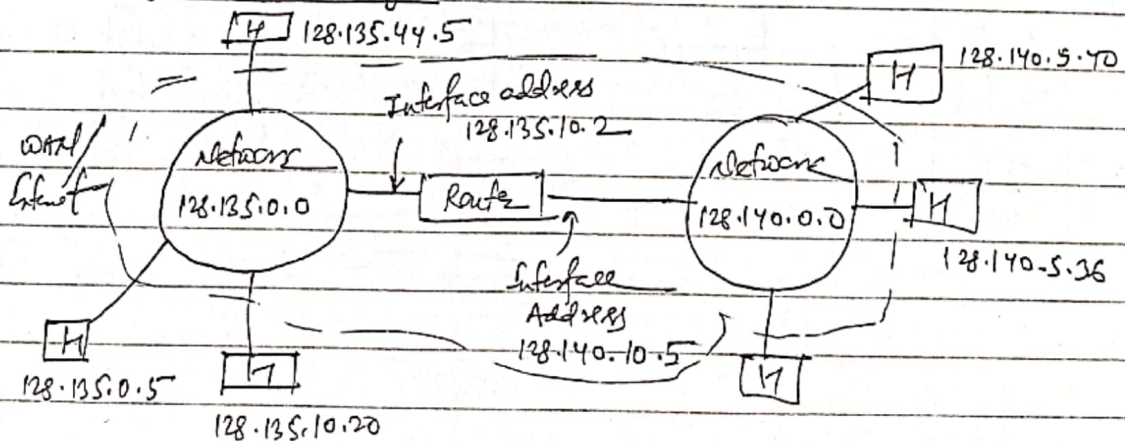 H 128.135.44.5
128.140.5.40
H
Interface address
128.135.10.2
WAN/
Network
128.135.0.0
Router
Network
128.140.0.0
H
128.140.5.36
Interface
Address
128.140.10.5
H
128.135.0.5
H
128.135.10.20
H